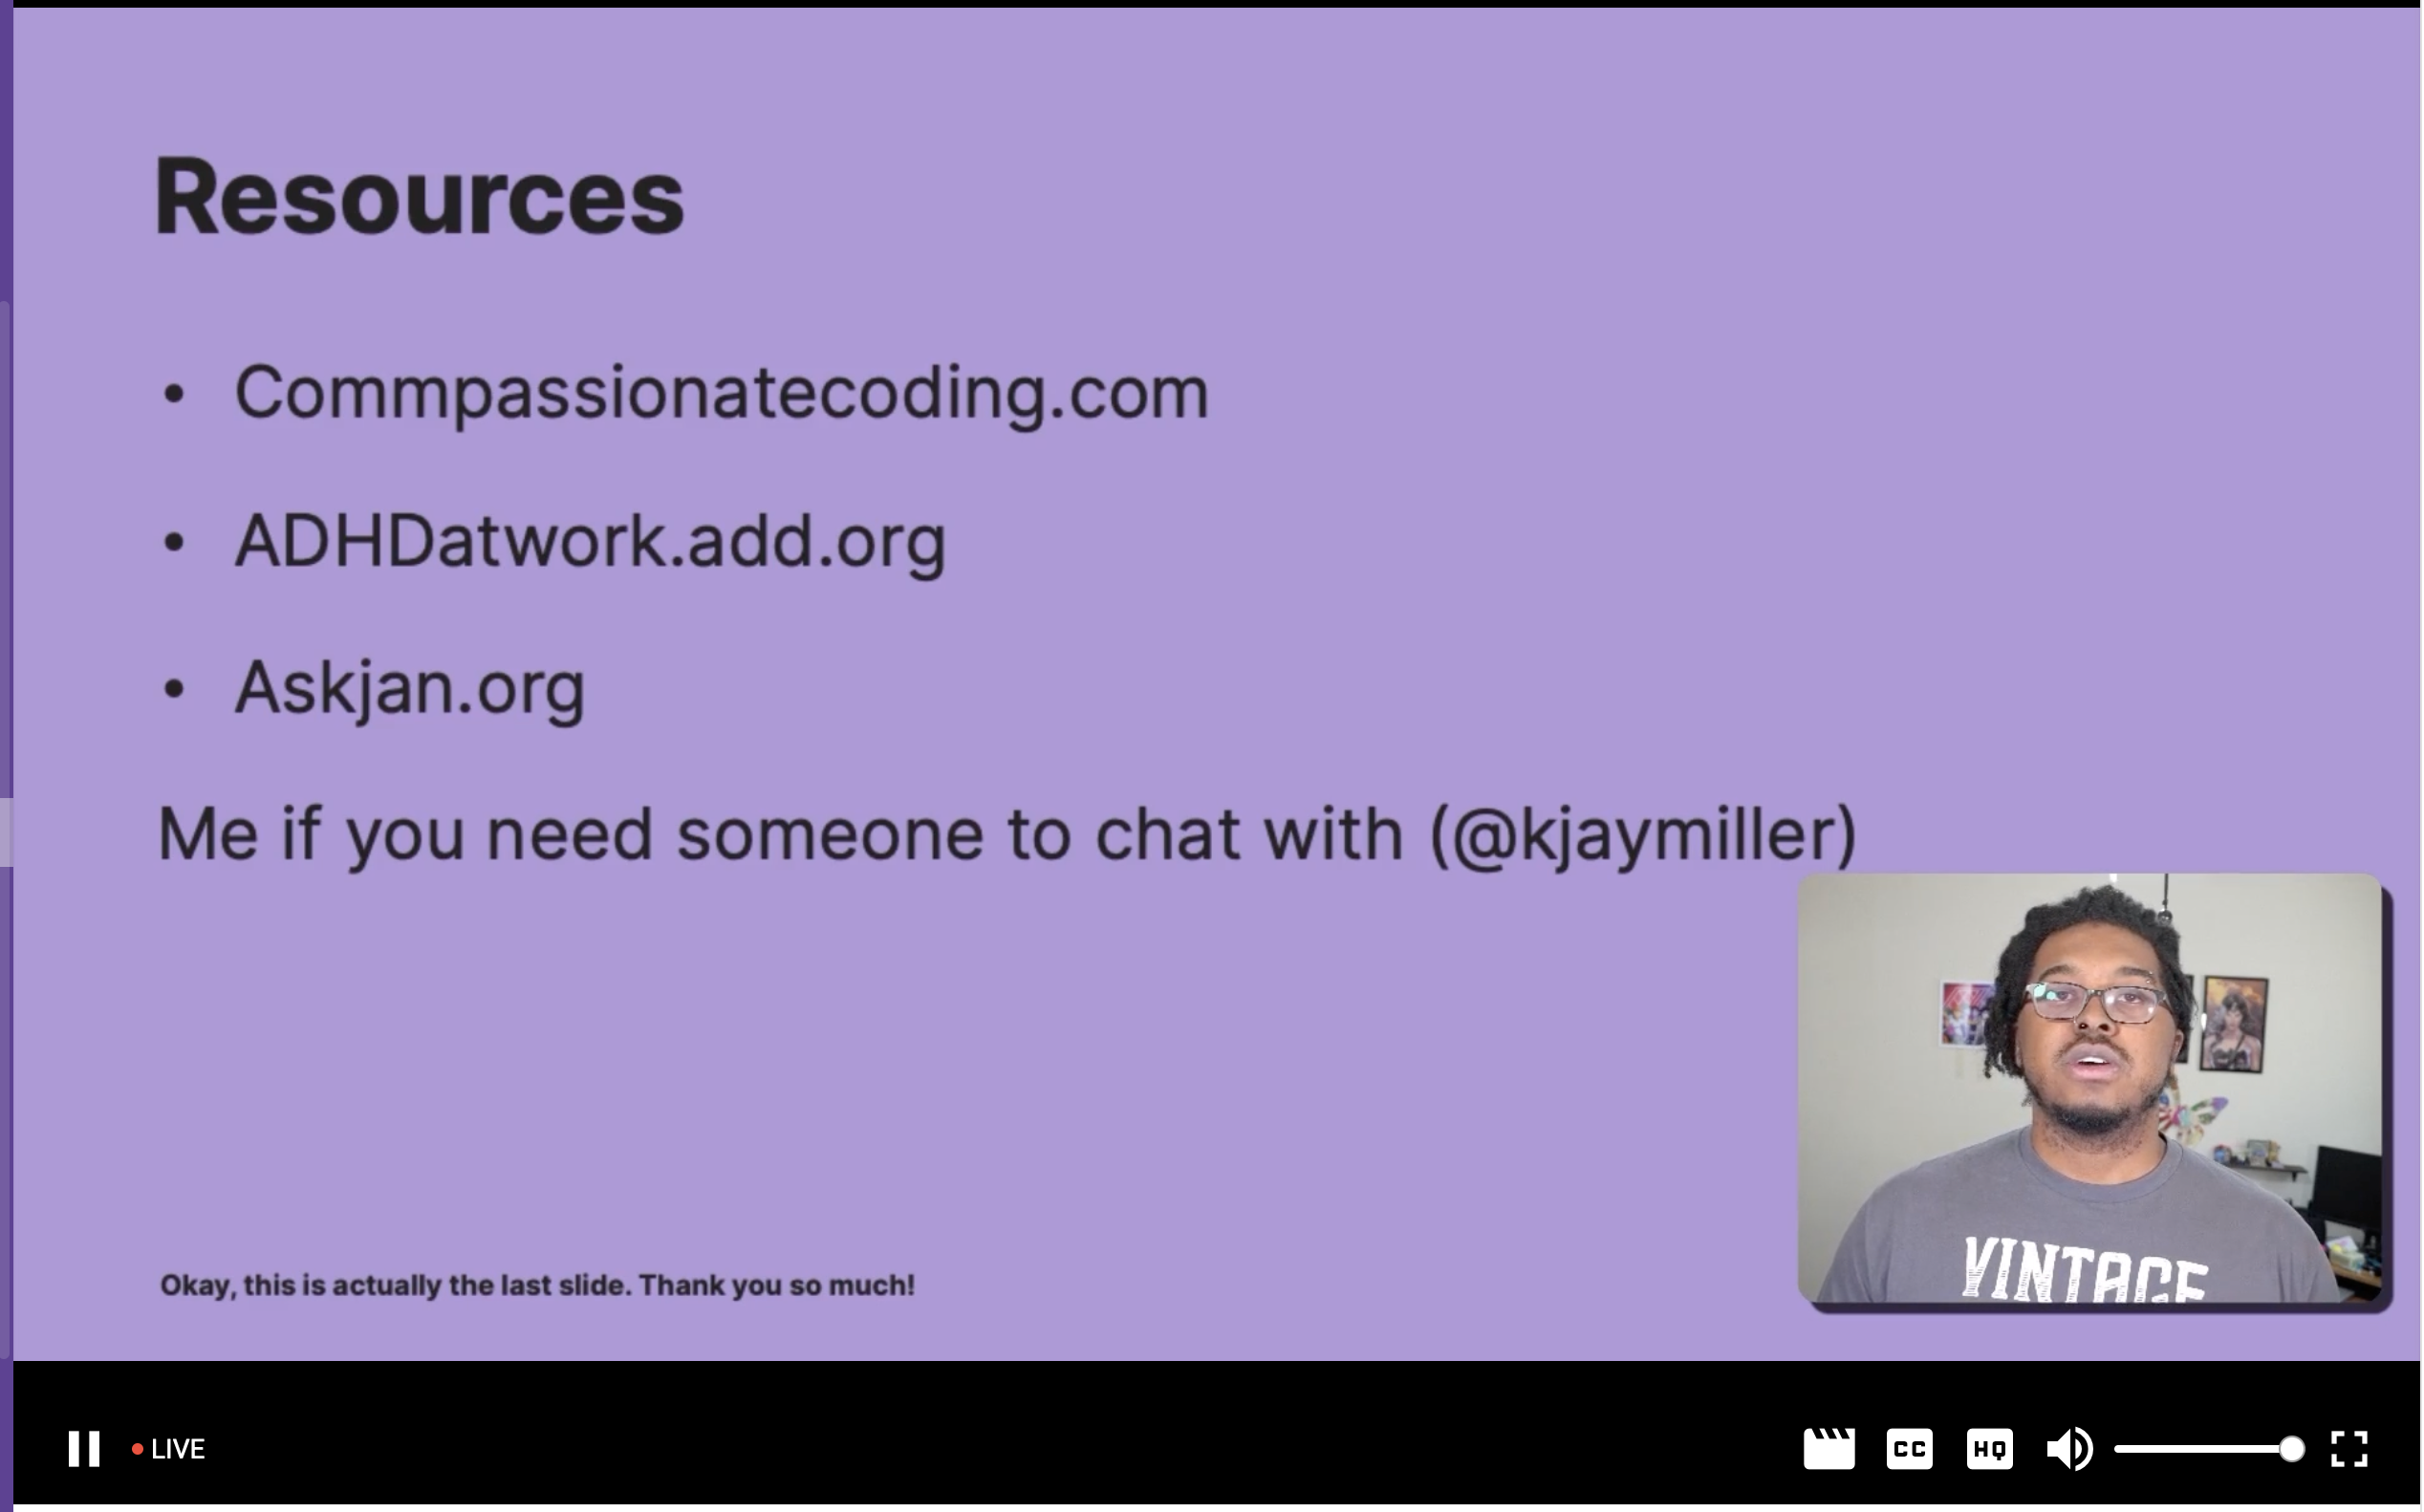 Resources
• Commpassionatecoding.com
• ADHDatwork.add.org
• Askjan.org
Me if you need someone to chat with (@kjaymiller)
VINTAGE
Okay, this is actually the last slide. Thank you so much!
LIVE
CC
HQ